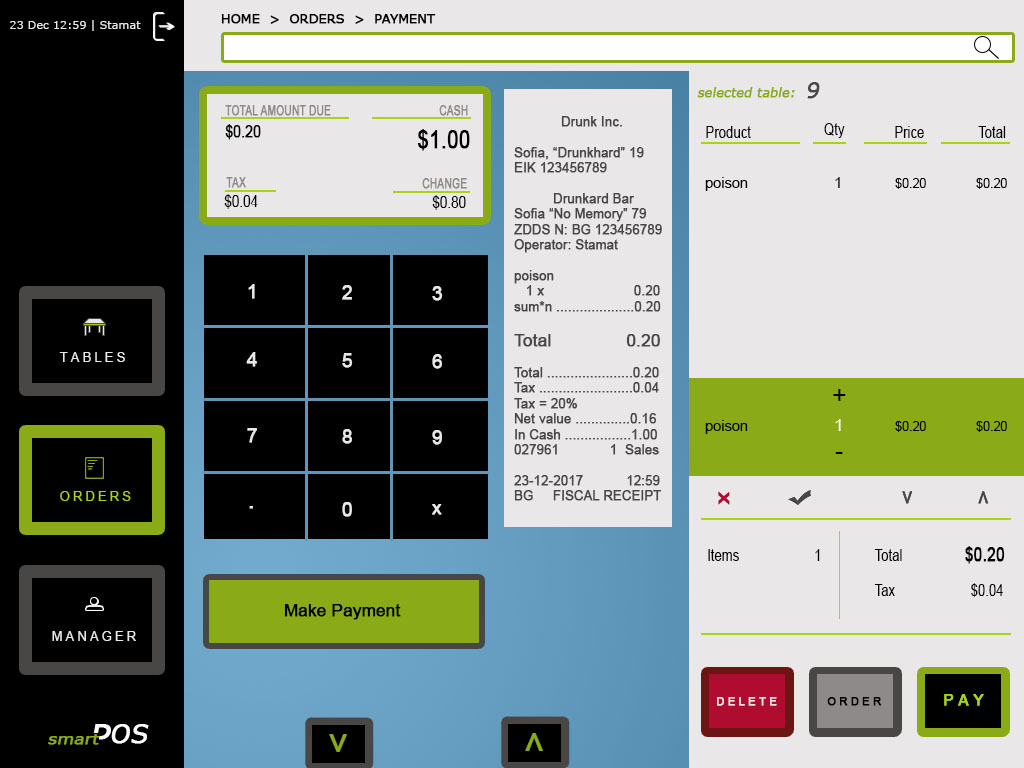 23 Dec 12:59 | Stamat
HOME > ORDERS > PAYMENT
TABLES
ORDERS
MANAGER
smartPOS
TOTAL AMOUNT DUE CASH
$0.20 $1.00
TAX CHANGE
$0.04 $0.80
1 2 3
4 5 6
7 8 9
. 0 x
Make Payment
V Λ
Drunk Inc.
Sofia, “Drunkhard” 19
EIK 123456789
Drunkard Bar
Sofia “No Memory” 79
ZDDS N: BG 123456789
Operator: Stamat
poison
1 x 0.20
sum*n .....................0.20
Total 0.20
Total .......................0.20
Tax .........................0.04
Tax = 20%
Net value ..............0.16
In Cash ..................1.00
027961 1 Sales
23-12-2017 12:59
BG FISCAL RECEIPT
selected table: 9
Product Qty Price Total
poison 1 $0.20 $0.20
+
poison 1 $0.20 $0.20
-
V Λ
Items 1 Total $0.20
Tax $0.04
DELETE ORDER PAY